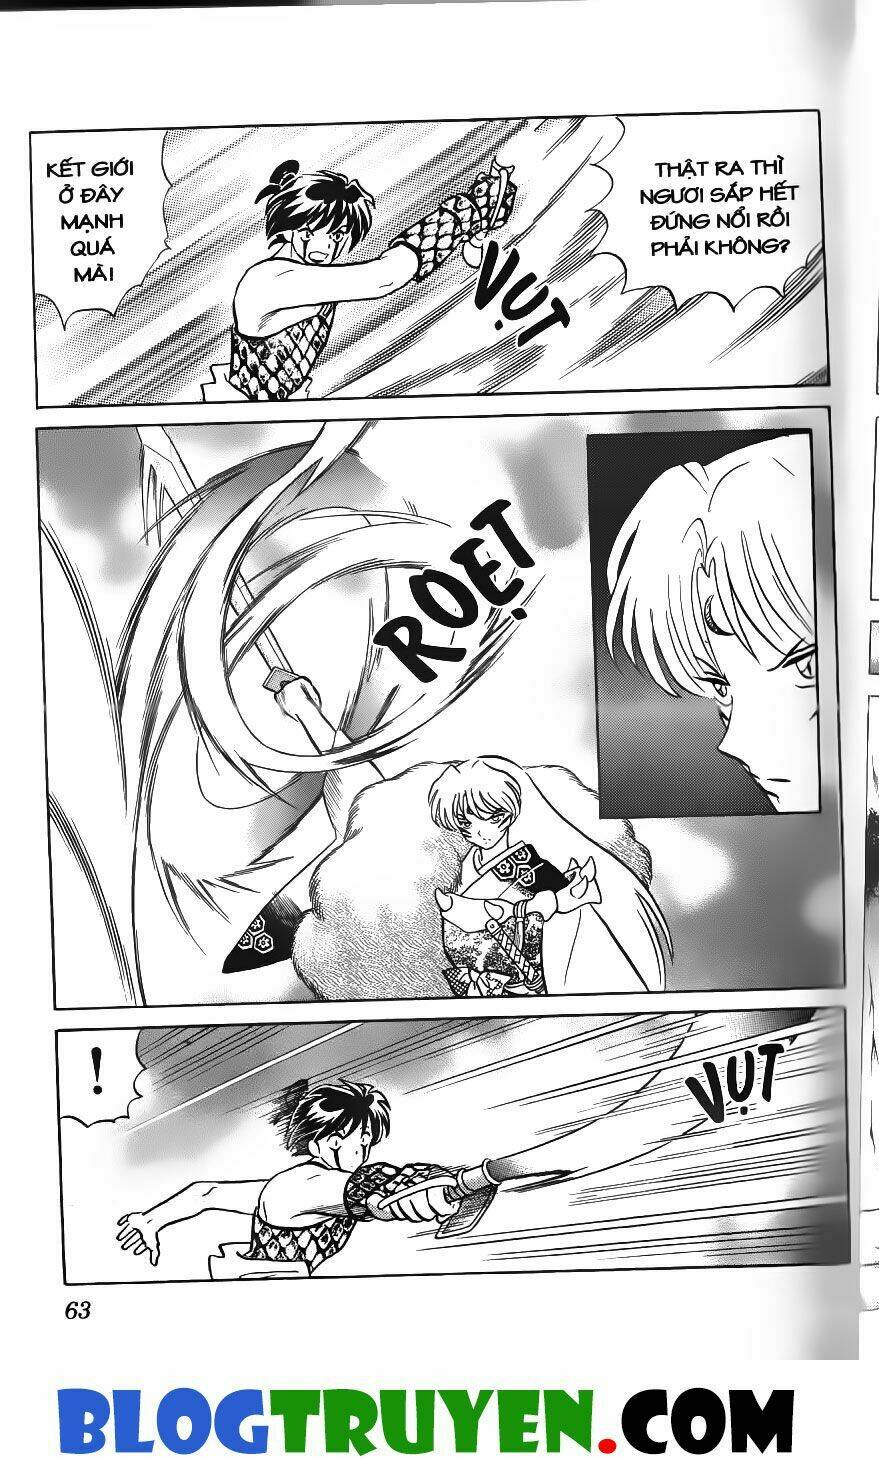 THẬT RA THÌ
NGƯƠI SẮP HẾT
ĐỨNG NỔI RỒI
PHẢI KHÔNG?
KẾT GIỚI
Ở ĐÂY
MẠNH
QUÁ
MÀI
VỤT
ROẸT
!
VỤT
63
BLOGTRUYEN.COM